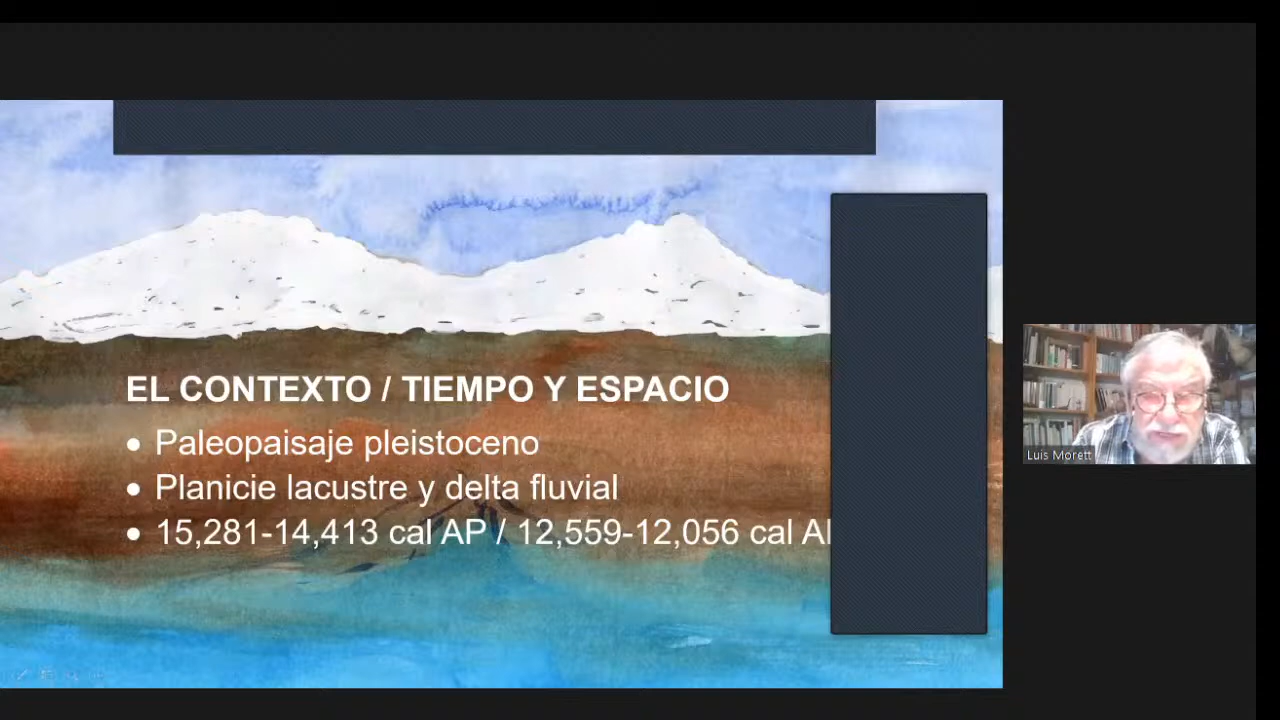 EL CONTEXTO / TIEMPO Y ESPACIO
• Paleopaisaje pleistoceno
• Planicie lacustre y delta fluvial
• 15,281-14,413 cal AP / 12,559-12,056 cal A
Luis Morett